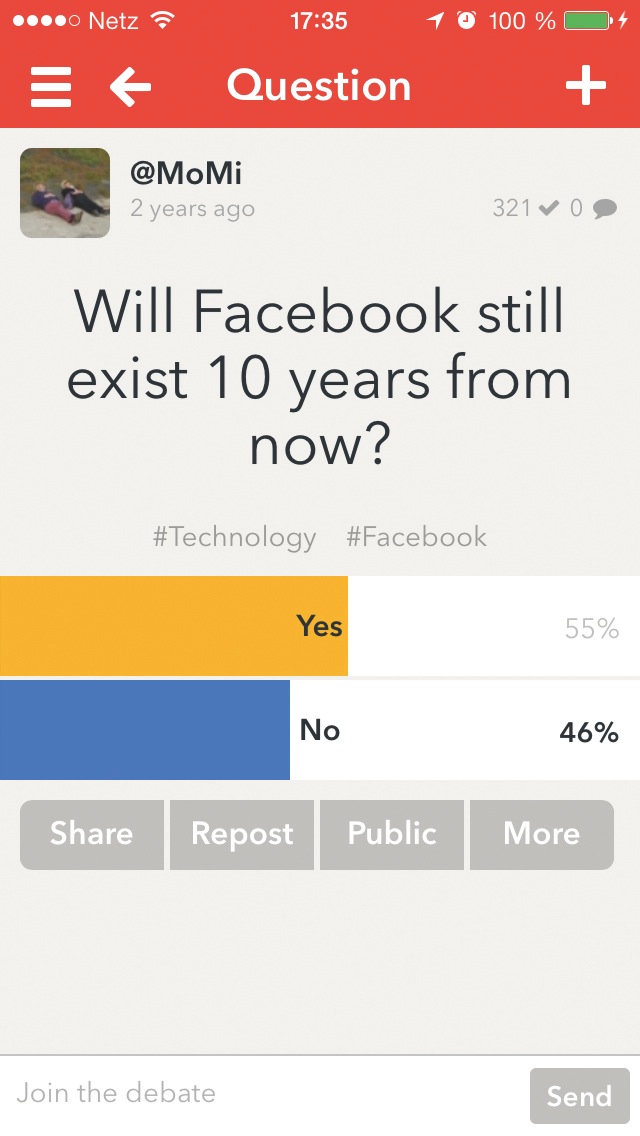 Netz 17:35 100 %
Question
@MoMi
2 years ago 321 0
Will Facebook still
exist 10 years from
now?
#Technology #Facebook
Yes 55%
No 46%
Share Repost Public More
Join the debate Send